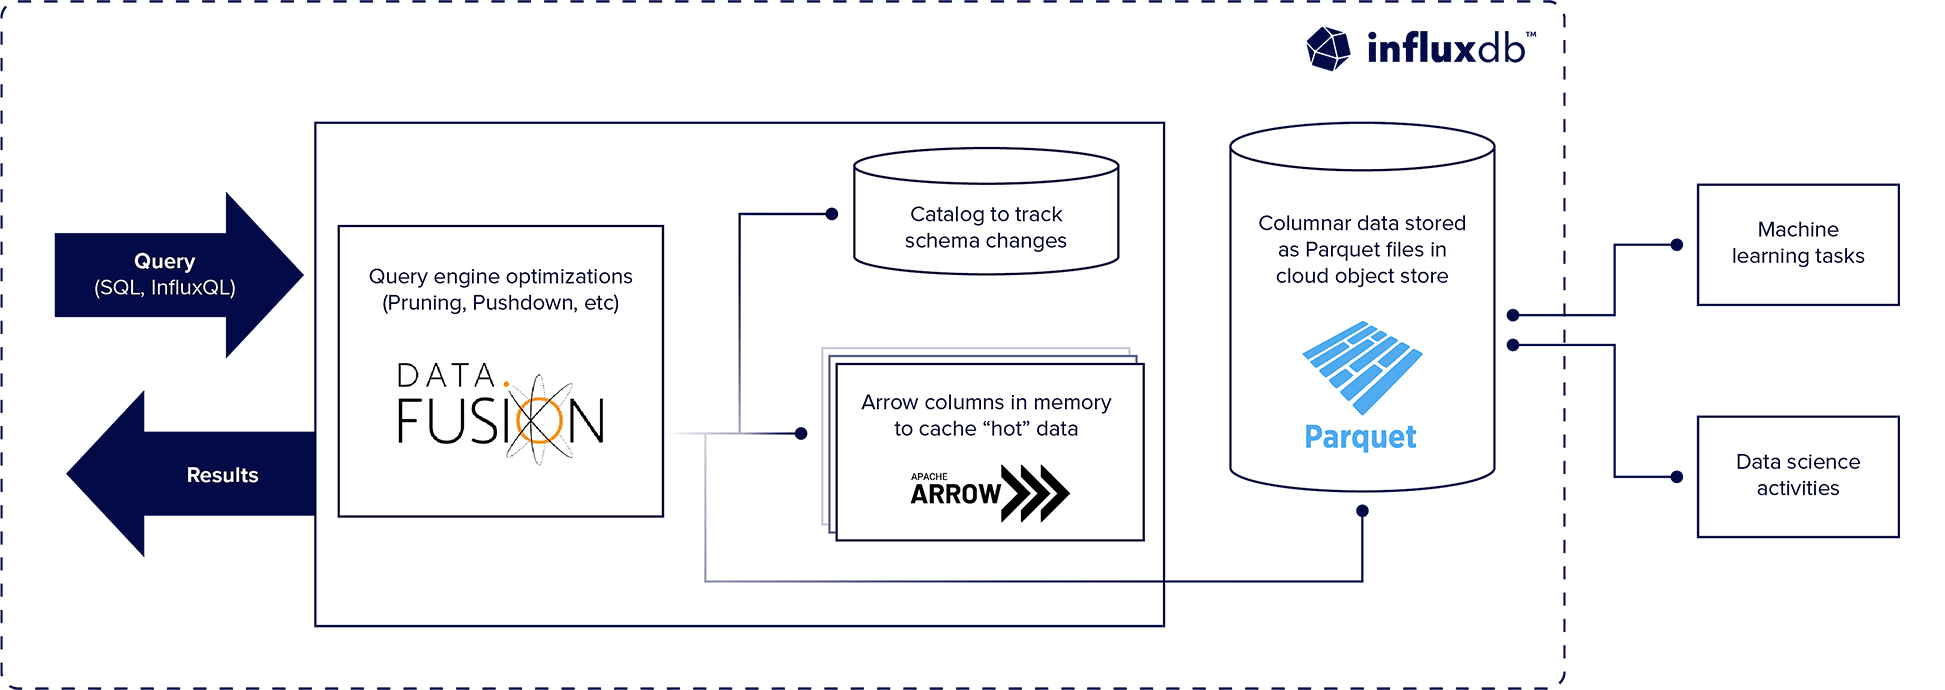 influxdb™
Query
(SQL, InfluxQL)
Results
Query engine optimizations
(Pruning, Pushdown, etc)
DATA
FUSION
Catalog to track
schema changes
Arrow columns in memory
to cache “hot” data
APACHE
ARROW
Columnar data stored
as Parquet files in
cloud object store
Parquet
Machine
learning tasks
Data science
activities